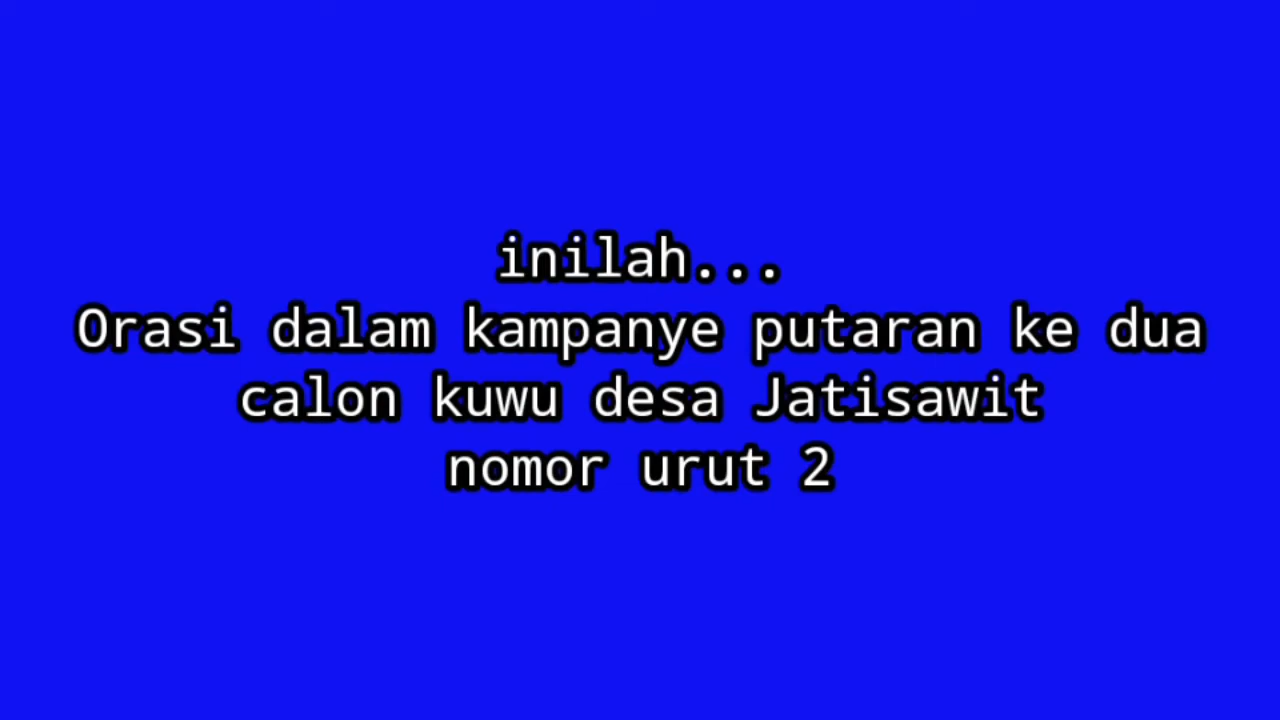 inilah...
Orasi dalam kampanye putaran ke dua
calon kuwu desa Jatisawit
nomor urut 2